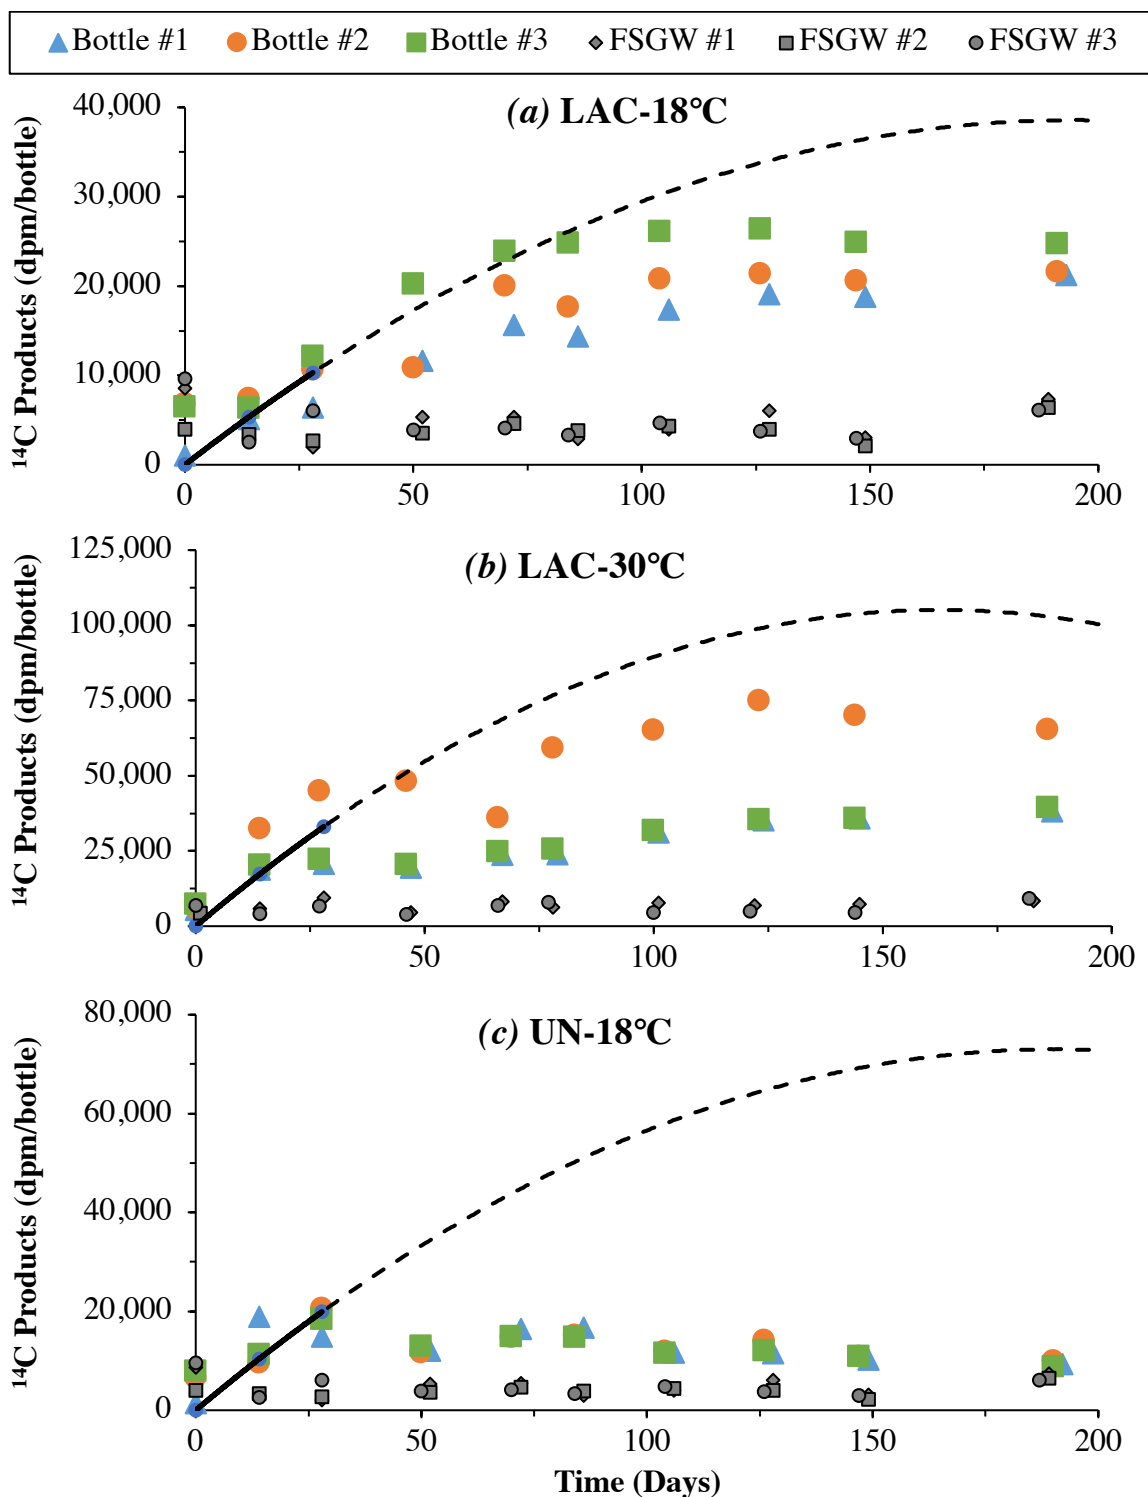 Bottle #1 Bottle #2 Bottle #3 FSGW #1 FSGW #2 FSGW #3
(a) LAC-18°C
¹⁴C Products (dpm/bottle)
40,000
30,000
20,000
10,000
0
0 50 100 150 200
(b) LAC-30°C
¹⁴C Products (dpm/bottle)
125,000
100,000
75,000
50,000
25,000
0
0 50 100 150 200
(c) UN-18°C
¹⁴C Products (dpm/bottle)
80,000
60,000
40,000
20,000
0
0 50 100 150 200
Time (Days)